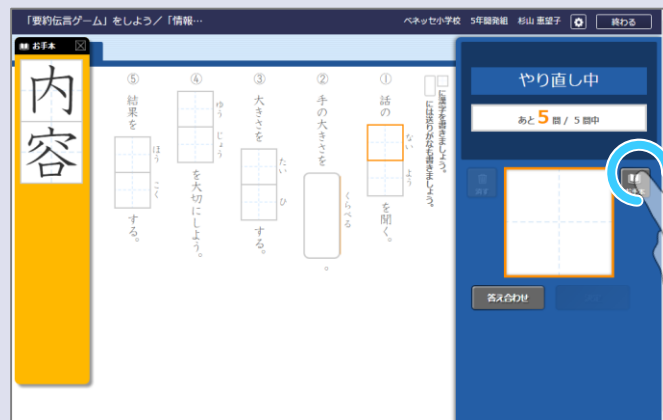 「要約伝言ゲーム」をしよう／「情報…
ベネッセ小学校 5年開発組 杉山 恵望子
終わる
お手本
内容
□に漢字を書きましょう。
□には送りがなも書きましょう。
① 話の ないよう を聞く。
② 手の大きさを くらべる 。
③ 大きさを たいひ する。
④ ゆうじょう を大切にしよう。
⑤ 結果を ほうこく する。
やり直し中
あと5問 / 5問中
消す
お手本
答え合わせ